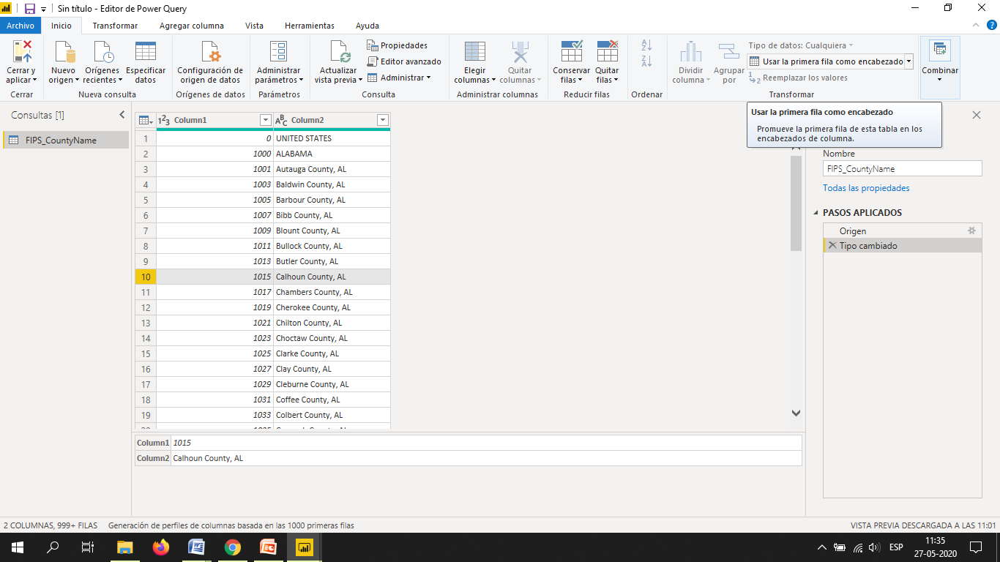 Sin título - Editor de Power Query
Archivo Inicio Transformar Agregar columna Vista Herramientas Ayuda
Cerrar y aplicar
Cerrar
Nuevo origen Orígenes recientes Especificar datos
Nueva consulta
Configuración de origen de datos
Orígenes de datos
Administrar parámetros
Parámetros
Actualizar vista previa
Propiedades
Editor avanzado
Administrar
Consulta
Elegir columnas Quitar columnas
Administrar columnas
Conservar filas Quitar filas
Reducir filas
Ordenar
Dividir columna Agrupar por
Tipo de datos: Cualquiera
Usar la primera fila como encabezado
Reemplazar los valores
Transformar
Combinar
Usar la primera fila como encabezado
Promueve la primera fila de esta tabla en los
encabezados de columna.
Consultas [1]
FIPS_CountyName
Column1 Column2
1 0 UNITED STATES
2 1000 ALABAMA
3 1001 Autauga County, AL
4 1003 Baldwin County, AL
5 1005 Barbour County, AL
6 1007 Bibb County, AL
7 1009 Blount County, AL
8 1011 Bullock County, AL
9 1013 Butler County, AL
10 1015 Calhoun County, AL
11 1017 Chambers County, AL
12 1019 Cherokee County, AL
13 1021 Chilton County, AL
14 1023 Choctaw County, AL
15 1025 Clarke County, AL
16 1027 Clay County, AL
17 1029 Cleburne County, AL
18 1031 Coffee County, AL
19 1033 Colbert County, AL
Column1 1015
Column2 Calhoun County, AL
Nombre
FIPS_CountyName
Todas las propiedades
PASOS APLICADOS
Origen
Tipo cambiado
2 COLUMNAS, 999+ FILAS Generación de perfiles de columnas basada en las 1000 primeras filas
VISTA PREVIA DESCARGADA A LAS 11:01
ESP
11:35
27-05-2020